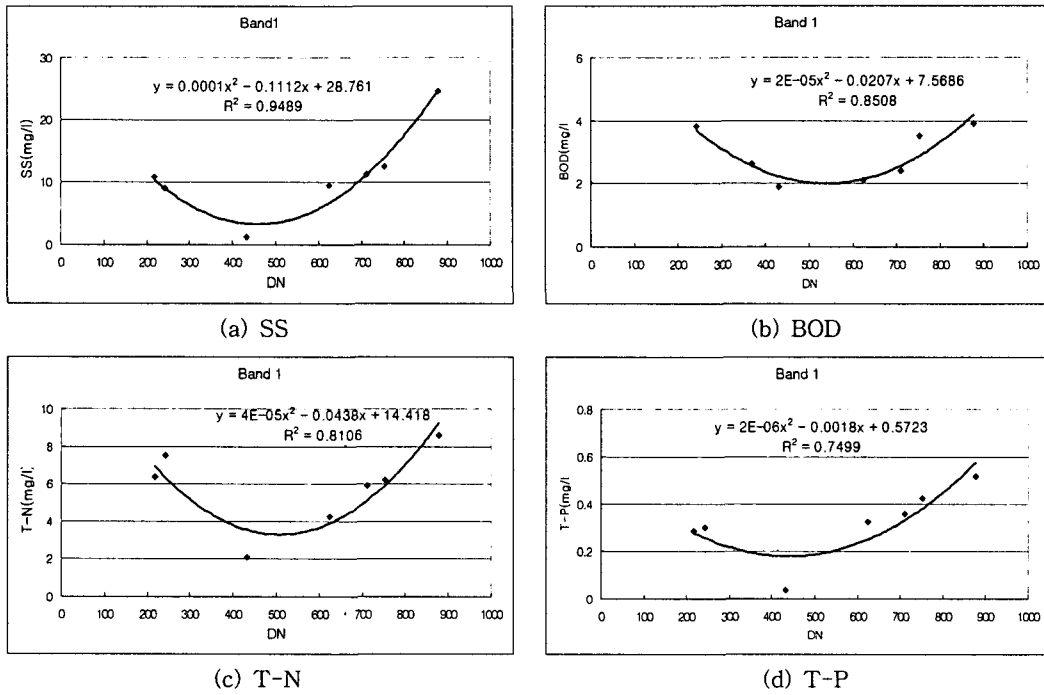 Band1
30
20
10
0
SS(mg/l)
y = 0.0001x² − 0.1112x + 28.761
R² = 0.9489
0 100 200 300 400 500 600 700 800 900 1000
DN
(a) SS
Band 1
6
4
2
0
BOD(mg/l
y = 2E−05x² − 0.0207x + 7.5686
R² = 0.8508
0 100 200 300 400 500 600 700 800 900 1000
DN
(b) BOD
Band 1
10
8
6
4
2
0
T-N(mg/l)
y = 4E−05x² − 0.0438x + 14.418
R² = 0.8106
0 100 200 300 400 500 600 700 800 900 1000
DN
(c) T-N
Band 1
0.8
0.6
0.4
0.2
0
T-P(mg/l
y = 2E−06x² − 0.0018x + 0.5723
R² = 0.7499
0 100 200 300 400 500 600 700 800 900 1000
DN
(d) T-P